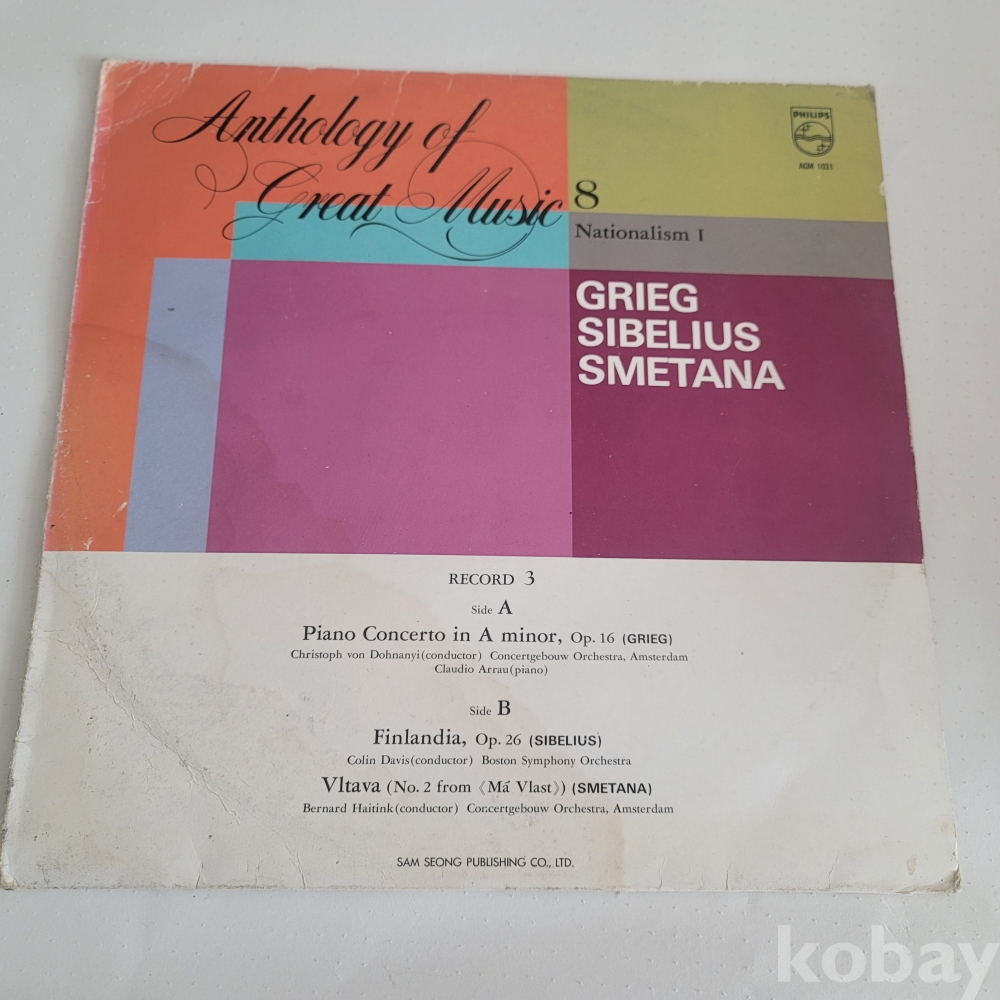 Anthology of
Great Music 8
PHILIPS
AGM 1031
Nationalism I
GRIEG
SIBELIUS
SMETANA
RECORD 3
Side A
Piano Concerto in A minor, Op. 16 (GRIEG)
Christoph von Dohnanyi(conductor) Concertgebouw Orchestra, Amsterdam
Claudio Arrau(piano)
Side B
Finlandia, Op. 26 (SIBELIUS)
Colin Davis(conductor) Boston Symphony Orchestra
Vltava (No. 2 from 《Má Vlast》) (SMETANA)
Bernard Haitink(conductor) Concertgebouw Orchestra, Amsterdam
SAM SEONG PUBLISHING CO., LTD.
kobay